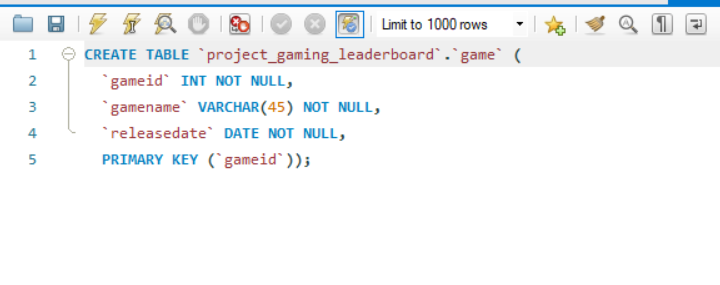 Limit to 1000 rows
1 CREATE TABLE `project_gaming_leaderboard`.`game` (
2 `gameid` INT NOT NULL,
3 `gamename` VARCHAR(45) NOT NULL,
4 `releasedate` DATE NOT NULL,
5 PRIMARY KEY (`gameid`));